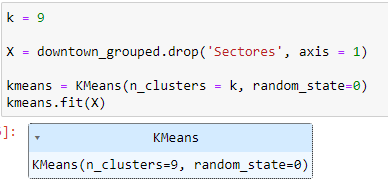 k = 9
X = downtown_grouped.drop('Sectores', axis = 1)
kmeans = KMeans(n_clusters = k, random_state=0)
kmeans.fit(X)
]:
KMeans
KMeans(n_clusters=9, random_state=0)